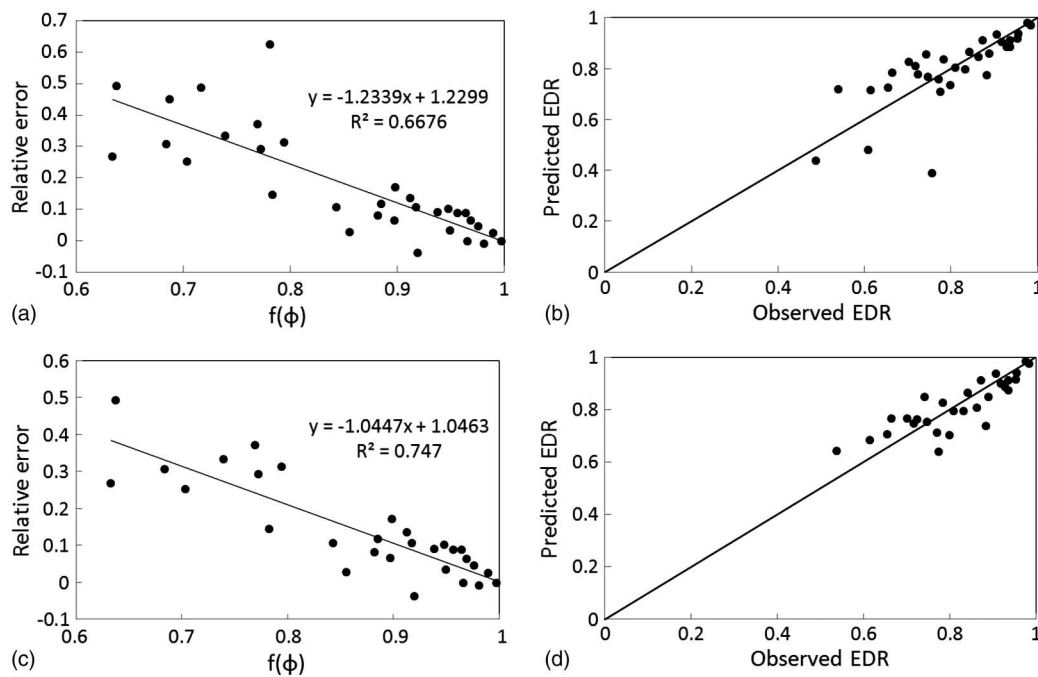 0.7
0.6
0.5
0.4
0.3
0.2
0.1
0
-0.1
Relative error
y = -1.2339x + 1.2299
R² = 0.6676
0.6 0.7 0.8 0.9 1
f(ϕ)
(a)
1
0.8
0.6
0.4
0.2
0
Predicted EDR
0 0.2 0.4 0.6 0.8 1
Observed EDR
(b)
0.6
0.5
0.4
0.3
0.2
0.1
0
-0.1
Relative error
y = -1.0447x + 1.0463
R² = 0.747
0.6 0.7 0.8 0.9 1
f(ϕ)
(c)
1
0.8
0.6
0.4
0.2
0
Predicted EDR
0 0.2 0.4 0.6 0.8 1
Observed EDR
(d)